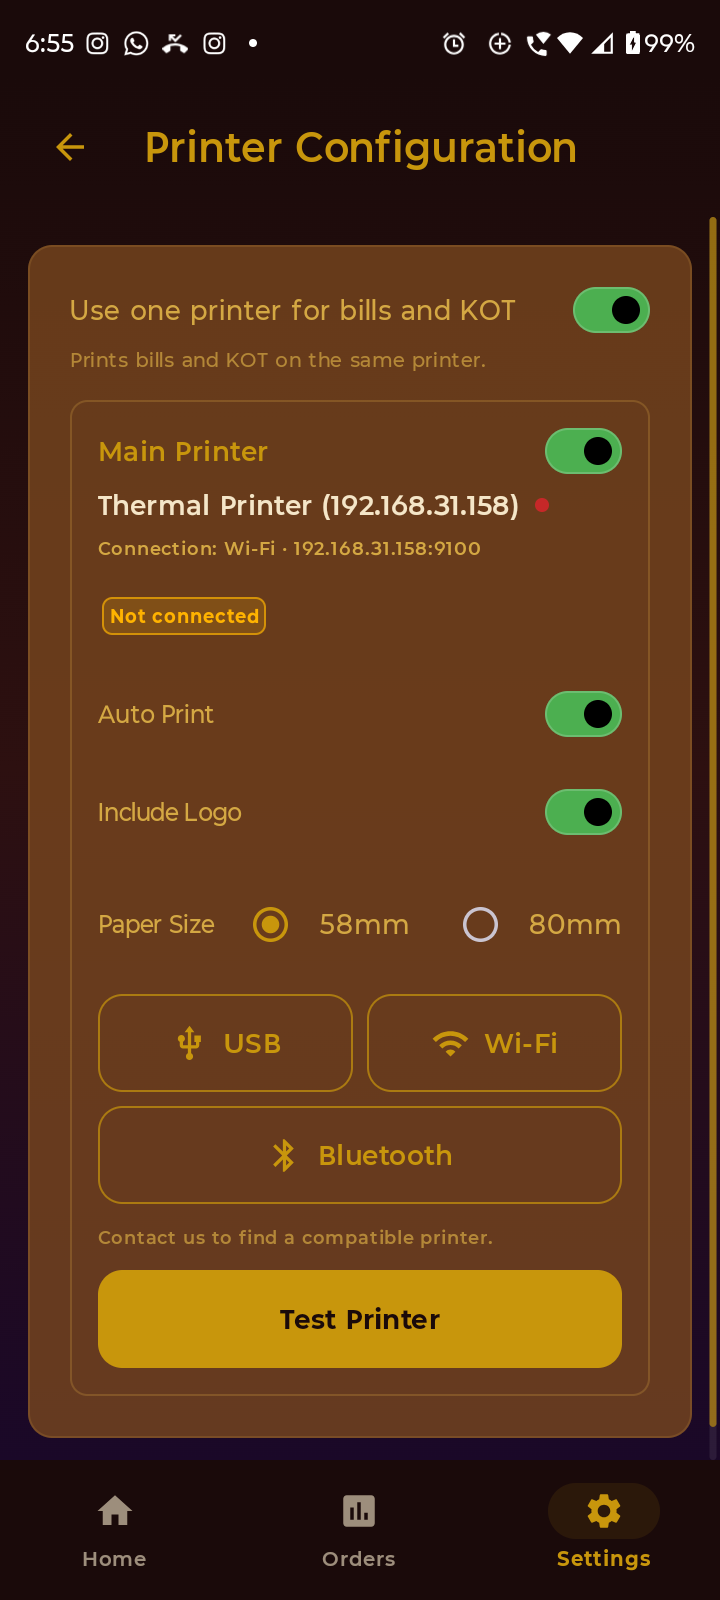 6:55
99%
Printer Configuration
Use one printer for bills and KOT
Prints bills and KOT on the same printer.
Main Printer
Thermal Printer (192.168.31.158)
Connection: Wi-Fi · 192.168.31.158:9100
Not connected
Auto Print
Include Logo
Paper Size 58mm 80mm
USB Wi-Fi
Bluetooth
Contact us to find a compatible printer.
Test Printer
Home Orders Settings